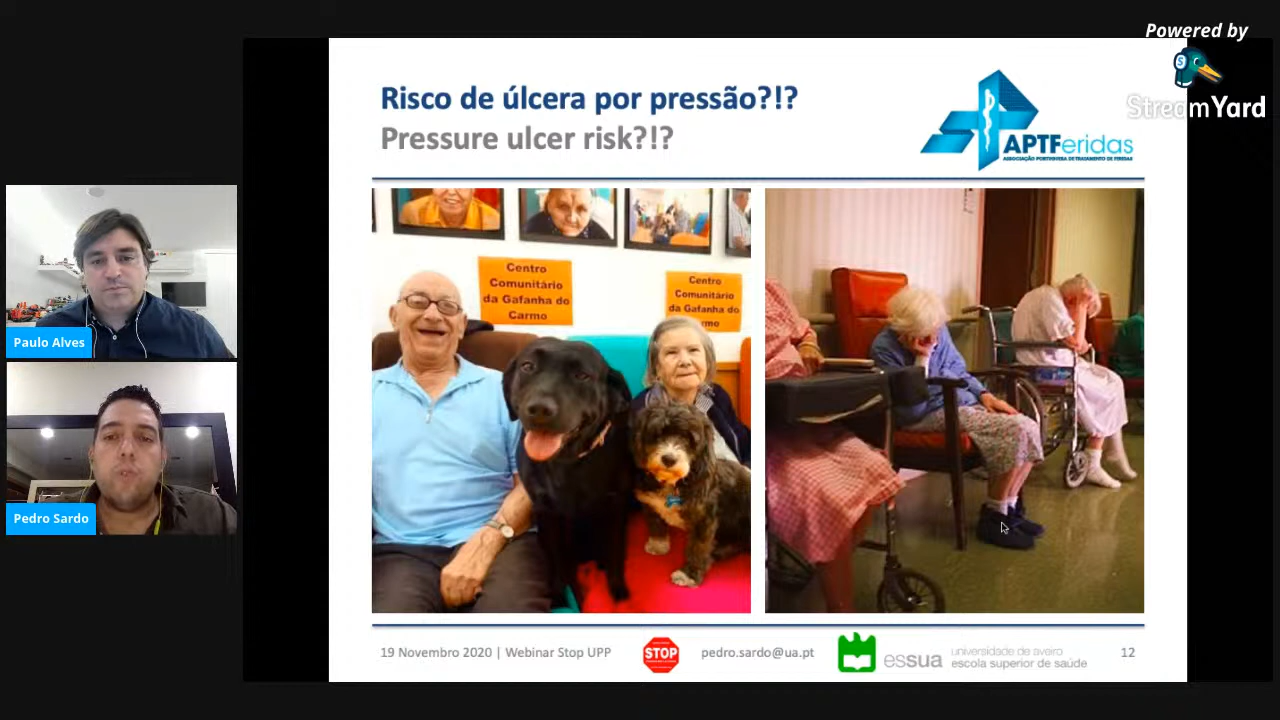 Powered by
StreamYard
Risco de úlcera por pressão?!?
Pressure ulcer risk?!?
APTFeridas
ASSOCIAÇÃO PORTUGUESA DE TRATAMENTO DE FERIDAS
Centro
Comunitário
da Gafanha do
Carmo
Centro
Comunitário
da Gafanha do
rmo
Paulo Alves
Pedro Sardo
19 Novembro 2020 | Webinar Stop UPP
STOP
pedro.sardo@ua.pt
essua
universidade de aveiro
escola superior de saúde
12